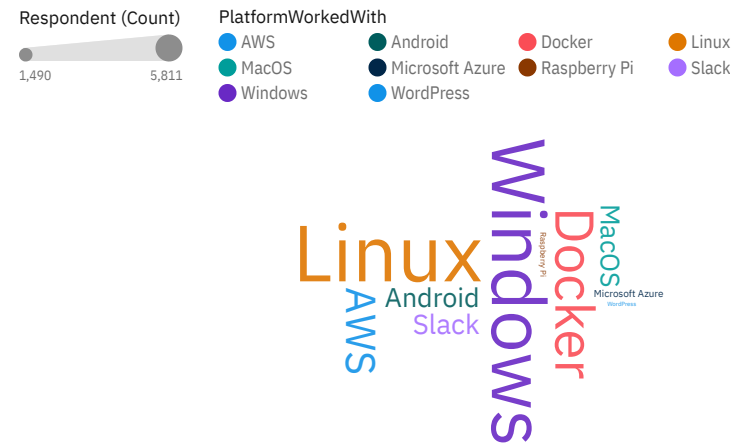 Respondent (Count)
1,490 5,811
PlatformWorkedWith
AWS Android Docker Linux
MacOS Microsoft Azure Raspberry Pi Slack
Windows WordPress
Windows
Linux
Docker
MacOS
Raspberry Pi
Android
AWS
Slack
Microsoft Azure
WordPress